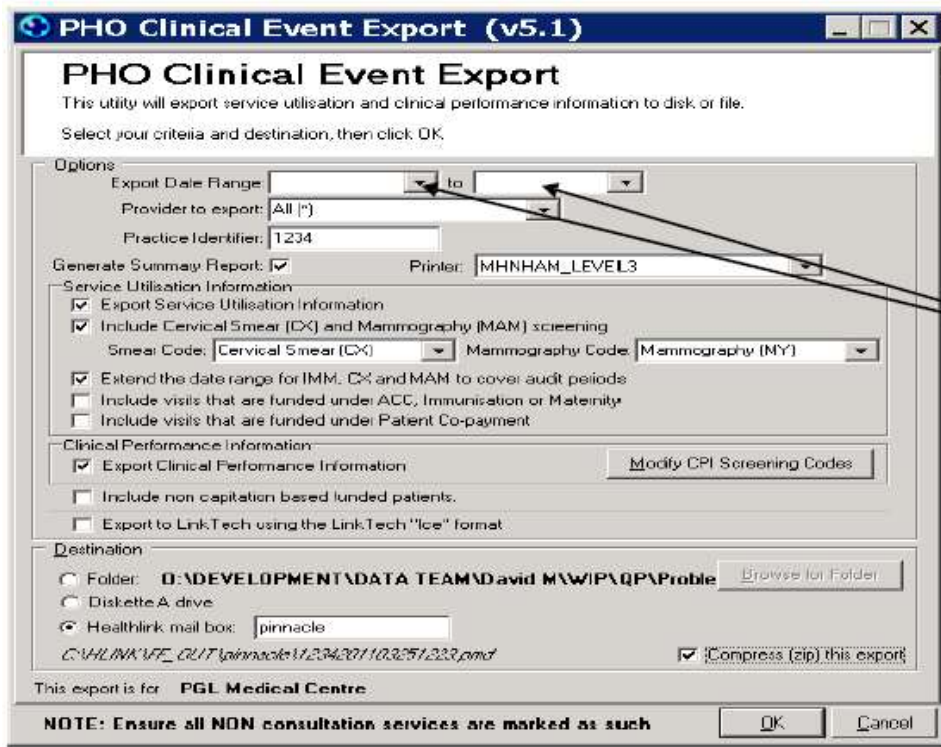 PHO Clinical Event Export (v5.1)
PHO Clinical Event Export
This utility will export service utilisation and clinical performance information to disk or file.
Select your criteria and destination, then click OK
Options
Export Date Range: to
Provider to export: All (*)
Practice Identifier: 1234
Generate Summary Report: Printer: MHNHAM_LEVEL3
Service Utilisation Information
Export Service Utilisation Information
Include Cervical Smear (CX) and Mammography (MAM) screening
Smear Code: Cervical Smear (CX) Mammography Code: Mammography (MY)
Extend the date range for IMM, CX and MAM to cover audit periods
Include visits that are funded under ACC, Immunisation or Maternity
Include visits that are funded under Patient Co-payment
Clinical Performance Information
Export Clinical Performance Information Modify CPI Screening Codes
Include non capitation based funded patients.
Export to LinkTech using the LinkTech "Ice" format
Destination
Folder: O:\DEVELOPMENT\DATA TEAM\David M\WIP\QP\Proble Browse for Folder
Diskette A drive
Healthlink mail box: pinnacle
Compress (zip) this export
This export is for PGL Medical Centre
NOTE: Ensure all NON consultation services are marked as such OK Cancel